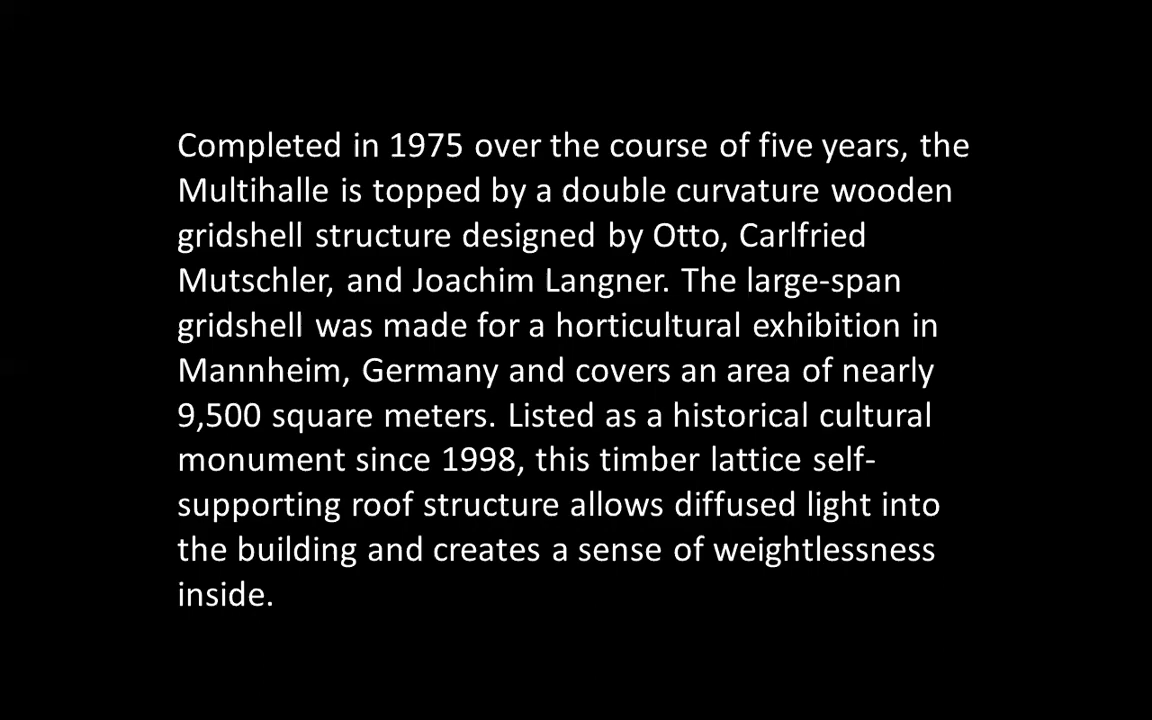 Completed in 1975 over the course of five years, the
Multihalle is topped by a double curvature wooden
gridshell structure designed by Otto, Carlfried
Mutschler, and Joachim Langner. The large-span
gridshell was made for a horticultural exhibition in
Mannheim, Germany and covers an area of nearly
9,500 square meters. Listed as a historical cultural
monument since 1998, this timber lattice self-
supporting roof structure allows diffused light into
the building and creates a sense of weightlessness
inside.